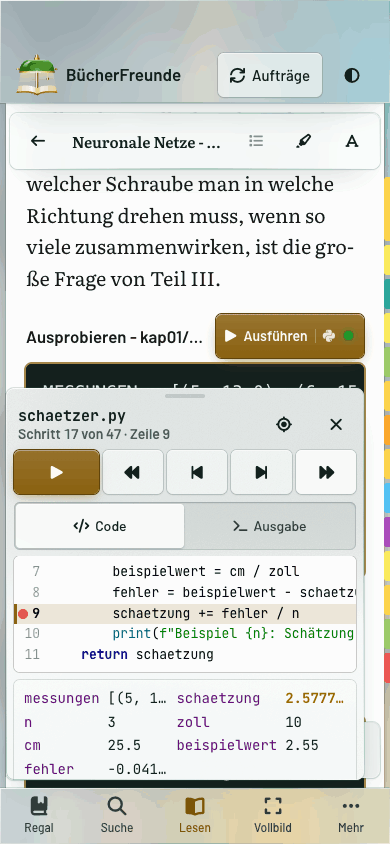 BücherFreunde
Aufträge
Neuronale Netze - ...
welcher Schraube man in welche
Richtung drehen muss, wenn so
viele zusammenwirken, ist die gro-
ße Frage von Teil III.
Ausprobieren - kap01/...
Ausführen
schaetzer.py
Schritt 17 von 47 · Zeile 9
Code
Ausgabe
7 beispielwert = cm / zoll
8 fehler = beispielwert - schaetzu
9 schaetzung += fehler / n
10 print(f"Beispiel {n}: Schätzung
11 return schaetzung
messungen [(5, 1… schaetzung 2.5777…
n 3 zoll 10
cm 25.5 beispielwert 2.55
fehler -0.041…
Regal
Suche
Lesen
Vollbild
Mehr